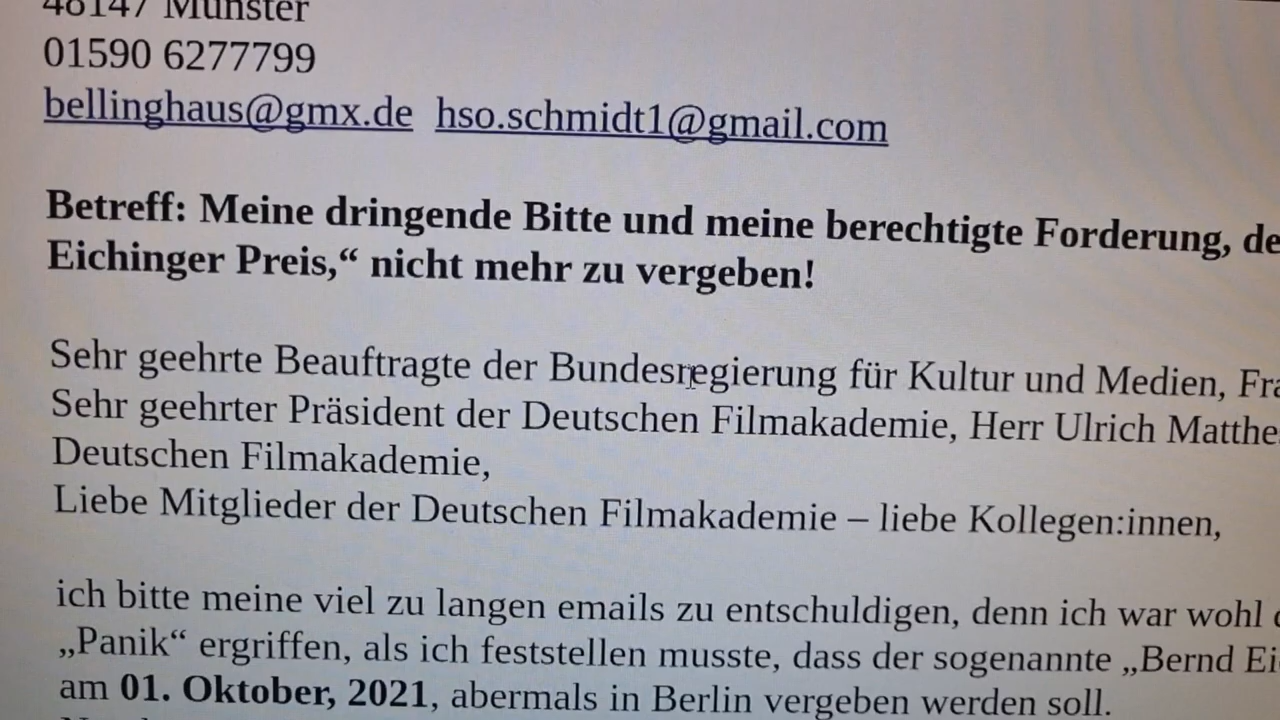 48147 Münster
01590 6277799
bellinghaus@gmx.de hso.schmidt1@gmail.com
Betreff: Meine dringende Bitte und meine berechtigte Forderung, de
Eichinger Preis,“ nicht mehr zu vergeben!
Sehr geehrte Beauftragte der Bundesregierung für Kultur und Medien, Fra
Sehr geehrter Präsident der Deutschen Filmakademie, Herr Ulrich Matthe
Deutschen Filmakademie,
Liebe Mitglieder der Deutschen Filmakademie – liebe Kollegen:innen,
ich bitte meine viel zu langen emails zu entschuldigen, denn ich war wohl
„Panik“ ergriffen, als ich feststellen musste, dass der sogenannte „Bernd Ei
am 01. Oktober, 2021, abermals in Berlin vergeben werden soll.